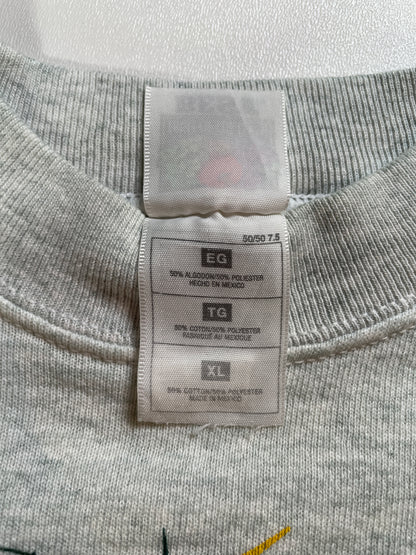 50/50 7.5
EG
50% ALGODON/50% POLIESTER
HECHO EN MEXICO
TG
50% COTON/50% POLYESTER
FABRIQUÉ AU MEXIQUE
XL
50% COTTON/50% POLYESTER
MADE IN MEXICO